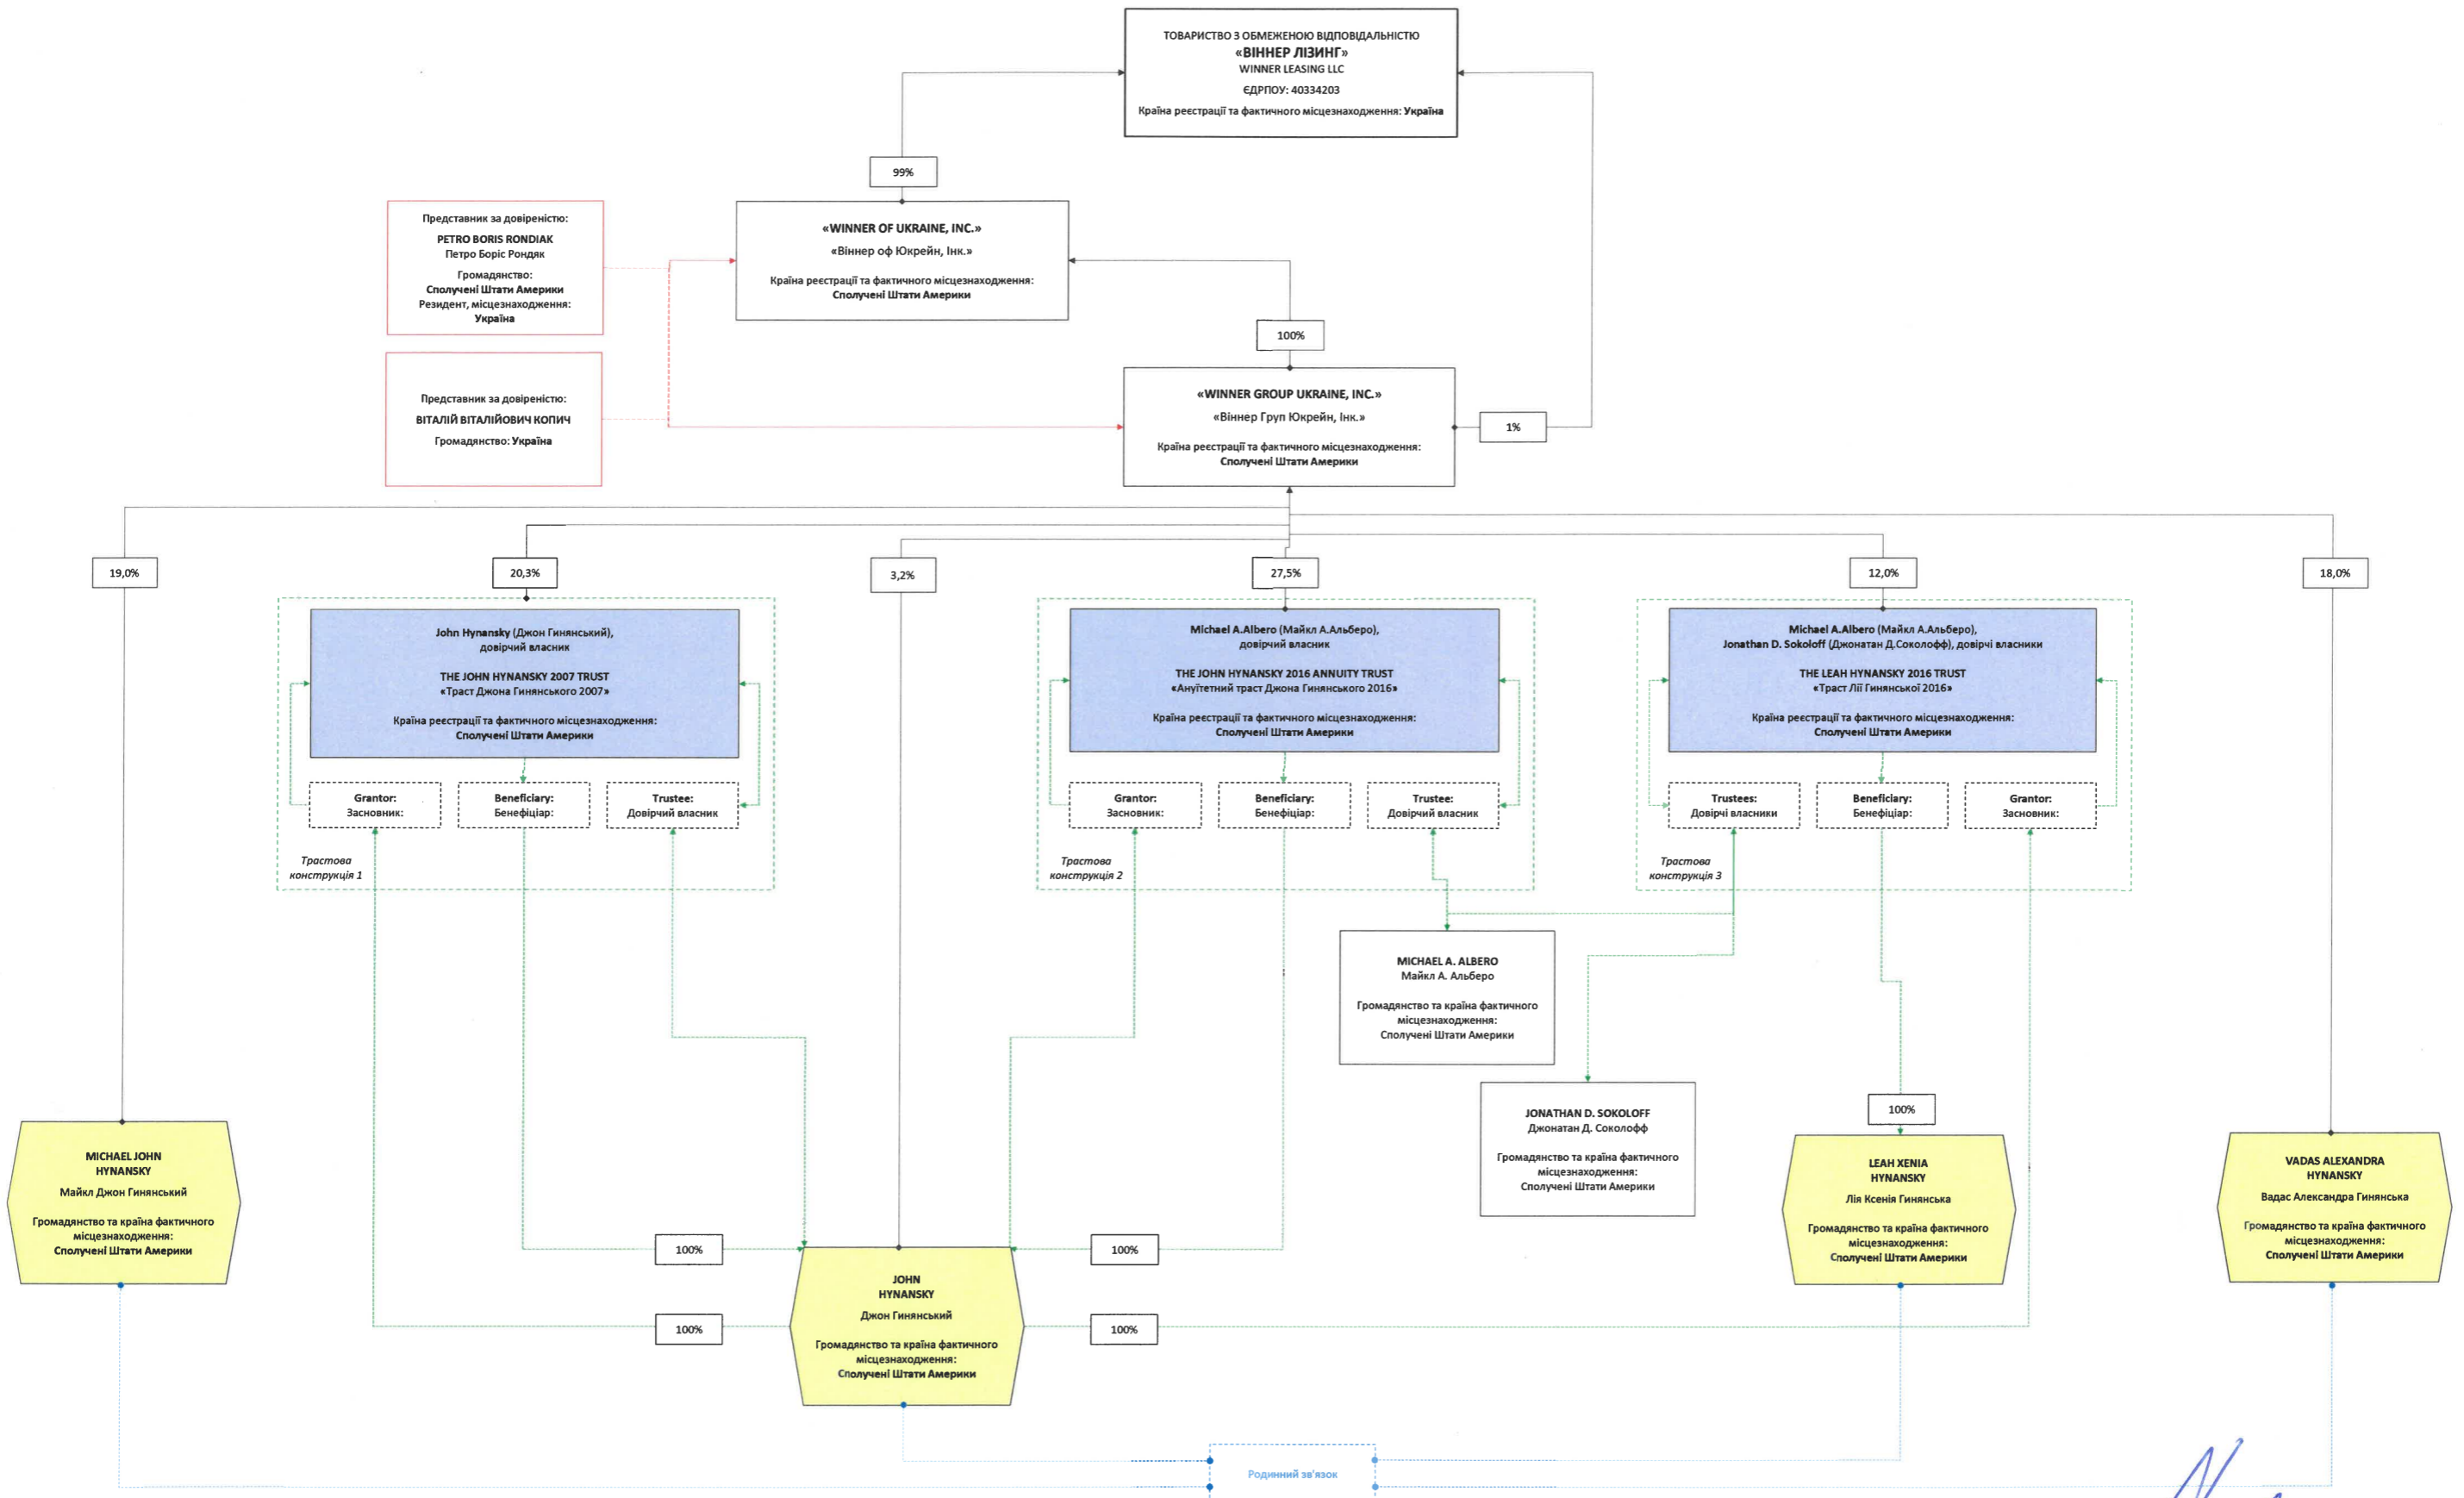 ТОВАРИСТВО З ОБМЕЖЕНОЮ ВІДПОВІДАЛЬНІСТЮ
«ВІННЕР ЛІЗИНГ»
WINNER LEASING LLC
ЄДРПОУ: 40334203
Країна реєстрації та фактичного місцезнаходження: Україна
99%
Представник за довіреністю:
PETRO BORIS RONDIAK
Петро Боріс Рондяк
Громадянство:
Сполучені Штати Америки
Резидент, місцезнаходження:
Україна
«WINNER OF UKRAINE, INC.»
«Віннер оф Юкрейн, Інк.»
Країна реєстрації та фактичного місцезнаходження:
Сполучені Штати Америки
100%
Представник за довіреністю:
ВІТАЛІЙ ВІТАЛІЙОВИЧ КОПИЧ
Громадянство: Україна
«WINNER GROUP UKRAINE, INC.»
«Віннер Груп Юкрейн, Інк.»
Країна реєстрації та фактичного місцезнаходження:
Сполучені Штати Америки
1%
19,0%
20,3%
3,2%
27,5%
12,0%
18,0%
John Hynansky (Джон Гинянський),
довірчий власник
THE JOHN HYNANSKY 2007 TRUST
«Траст Джона Гинянського 2007»
Країна реєстрації та фактичного місцезнаходження:
Сполучені Штати Америки
Grantor:
Засновник:
Beneficiary:
Бенефіціар:
Trustee:
Довірчий власник
Трастова
конструкція 1
Michael A.Albero (Майкл А.Альберо),
довірчий власник
THE JOHN HYNANSKY 2016 ANNUITY TRUST
«Ануїтетний траст Джона Гинянського 2016»
Країна реєстрації та фактичного місцезнаходження:
Сполучені Штати Америки
Grantor:
Засновник:
Beneficiary:
Бенефіціар:
Trustee:
Довірчий власник
Трастова
конструкція 2
Michael A.Albero (Майкл А.Альберо),
Jonathan D. Sokoloff (Джонатан Д.Соколофф), довірчі власники
THE LEAH HYNANSKY 2016 TRUST
«Траст Лії Гинянської 2016»
Країна реєстрації та фактичного місцезнаходження:
Сполучені Штати Америки
Trustees:
Довірчі власники
Beneficiary:
Бенефіціар:
Grantor:
Засновник:
Трастова
конструкція 3
MICHAEL A. ALBERO
Майкл А. Альберо
Громадянство та країна фактичного
місцезнаходження:
Сполучені Штати Америки
JONATHAN D. SOKOLOFF
Джонатан Д. Соколофф
Громадянство та країна фактичного
місцезнаходження:
Сполучені Штати Америки
100%
MICHAEL JOHN
HYNANSKY
Майкл Джон Гинянський
Громадянство та країна фактичного
місцезнаходження:
Сполучені Штати Америки
100%
100%
JOHN
HYNANSKY
Джон Гинянський
Громадянство та країна фактичного
місцезнаходження:
Сполучені Штати Америки
100%
100%
LEAH XENIA
HYNANSKY
Лія Ксенія Гинянська
Громадянство та країна фактичного
місцезнаходження:
Сполучені Штати Америки
VADAS ALEXANDRA
HYNANSKY
Вадас Александра Гинянська
Громадянство та країна фактичного
місцезнаходження:
Сполучені Штати Америки
Родинний зв'язок